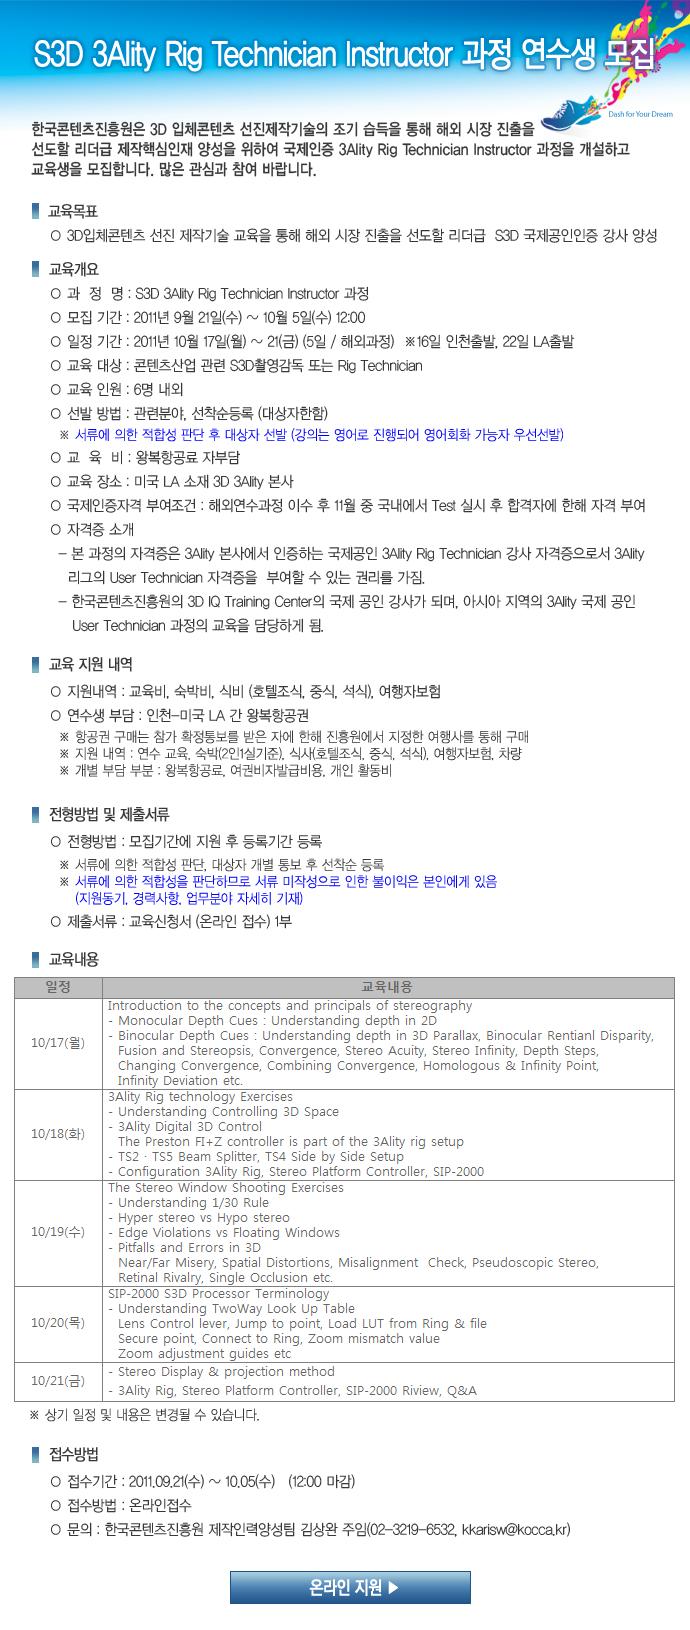 S3D 3Ality Rig Technician Instructor 과정 연수생 모집
Dash for Your Dream
한국콘텐츠진흥원은 3D 입체콘텐츠 선진제작기술의 조기 습득을 통해 해외 시장 진출을
선도할 리더급 제작핵심인재 양성을 위하여 국제인증 3Ality Rig Technician Instructor 과정을 개설하고
교육생을 모집합니다. 많은 관심과 참여 바랍니다.
교육목표
O 3D입체콘텐츠 선진 제작기술 교육을 통해 해외 시장 진출을 선도할 리더급 S3D 국제공인인증 강사 양성
교육개요
O 과 정 명 : S3D 3Ality Rig Technician Instructor 과정
O 모집 기간 : 2011년 9월 21일(수) ~ 10월 5일(수) 12:00
O 일정 기간 : 2011년 10월 17일(월) ~ 21(금) (5일 / 해외과정) ※16일 인천출발, 22일 LA출발
O 교육 대상 : 콘텐츠산업 관련 S3D촬영감독 또는 Rig Technician
O 교육 인원 : 6명 내외
O 선발 방법 : 관련분야, 선착순등록 (대상자한함)
※ 서류에 의한 적합성 판단 후 대상자 선발 (강의는 영어로 진행되어 영어회화 가능자 우선선발)
O 교 육 비 : 왕복항공료 자부담
O 교육 장소 : 미국 LA 소재 3D 3Ality 본사
O 국제인증자격 부여조건 : 해외연수과정 이수 후 11월 중 국내에서 Test 실시 후 합격자에 한해 자격 부여
O 자격증 소개
- 본 과정의 자격증은 3Ality 본사에서 인증하는 국제공인 3Ality Rig Technician 강사 자격증으로서 3Ality
리그의 User Technician 자격증을 부여할 수 있는 권리를 가짐.
- 한국콘텐츠진흥원의 3D IQ Training Center의 국제 공인 강사가 되며, 아시아 지역의 3Ality 국제 공인
User Technician 과정의 교육을 담당하게 됨.
교육 지원 내역
O 지원내역 : 교육비, 숙박비, 식비 (호텔조식, 중식, 석식), 여행자보험
O 연수생 부담 : 인천-미국 LA 간 왕복항공권
※ 항공권 구매는 참가 확정통보를 받은 자에 한해 진흥원에서 지정한 여행사를 통해 구매
※ 지원 내역 : 연수 교육, 숙박(2인1실기준), 식사(호텔조식, 중식, 석식), 여행자보험, 차량
※ 개별 부담 부분 : 왕복항공료, 여권비자발급비용, 개인 활동비
전형방법 및 제출서류
O 전형방법 : 모집기간에 지원 후 등록기간 등록
※ 서류에 의한 적합성 판단, 대상자 개별 통보 후 선착순 등록
※ 서류에 의한 적합성을 판단하므로 서류 미작성으로 인한 불이익은 본인에게 있음
(지원동기, 경력사항, 업무분야 자세히 기재)
O 제출서류 : 교육신청서 (온라인 접수) 1부
교육내용
일정 교육내용
10/17(월)
Introduction to the concepts and principals of stereography
- Monocular Depth Cues : Understanding depth in 2D
- Binocular Depth Cues : Understanding depth in 3D Parallax, Binocular Rentianl Disparity,
Fusion and Stereopsis, Convergence, Stereo Acuity, Stereo Infinity, Depth Steps,
Changing Convergence, Combining Convergence, Homologous & Infinity Point,
Infinity Deviation etc.
10/18(화)
3Ality Rig technology Exercises
- Understanding Controlling 3D Space
- 3Ality Digital 3D Control
The Preston FI+Z controller is part of the 3Ality rig setup
- TS2 · TS5 Beam Splitter, TS4 Side by Side Setup
- Configuration 3Ality Rig, Stereo Platform Controller, SIP-2000
10/19(수)
The Stereo Window Shooting Exercises
- Understanding 1/30 Rule
- Hyper stereo vs Hypo stereo
- Edge Violations vs Floating Windows
- Pitfalls and Errors in 3D
Near/Far Misery, Spatial Distortions, Misalignment Check, Pseudoscopic Stereo,
Retinal Rivalry, Single Occlusion etc.
10/20(목)
SIP-2000 S3D Processor Terminology
- Understanding TwoWay Look Up Table
Lens Control lever, Jump to point, Load LUT from Ring & file
Secure point, Connect to Ring, Zoom mismatch value
Zoom adjustment guides etc
10/21(금)
- Stereo Display & projection method
- 3Ality Rig, Stereo Platform Controller, SIP-2000 Riview, Q&A
※ 상기 일정 및 내용은 변경될 수 있습니다.
접수방법
O 접수기간 : 2011.09.21(수) ~ 10.05(수) (12:00 마감)
O 접수방법 : 온라인접수
O 문의 : 한국콘텐츠진흥원 제작인력양성팀 김상완 주임(02-3219-6532, kkarisw@kocca.kr)
온라인 지원 ▶